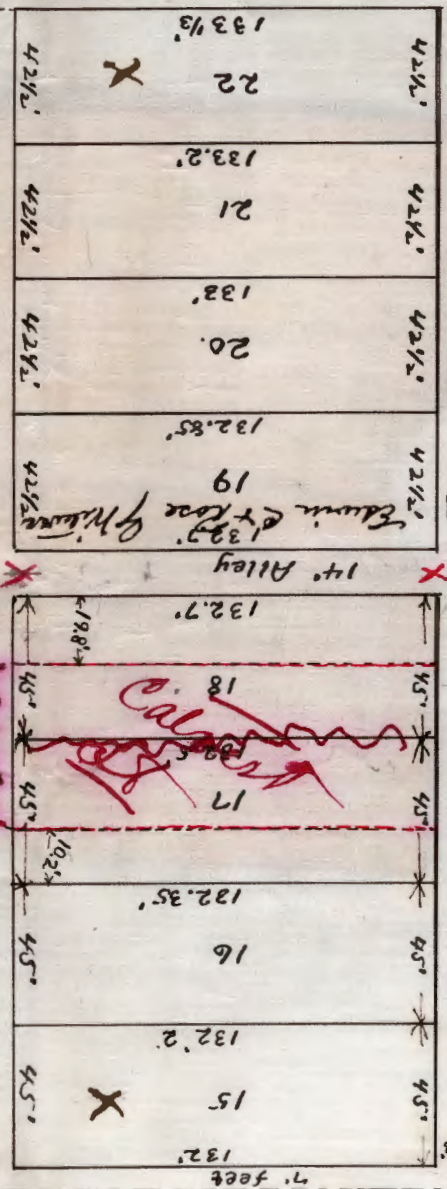 7' feet
132'
45' 15 45'
132.2
45' 16 45'
132.35'
10.2'
45' 17 45'
45' 18 45'
19.8'
132.7'
14' Alley
132.7'
Edwin & Rose
42½' 19 42½'
132.85'
42½' 20. 42½'
133'
42½' 21 42½'
133.2'
42½' 22 42½'
133⅓'